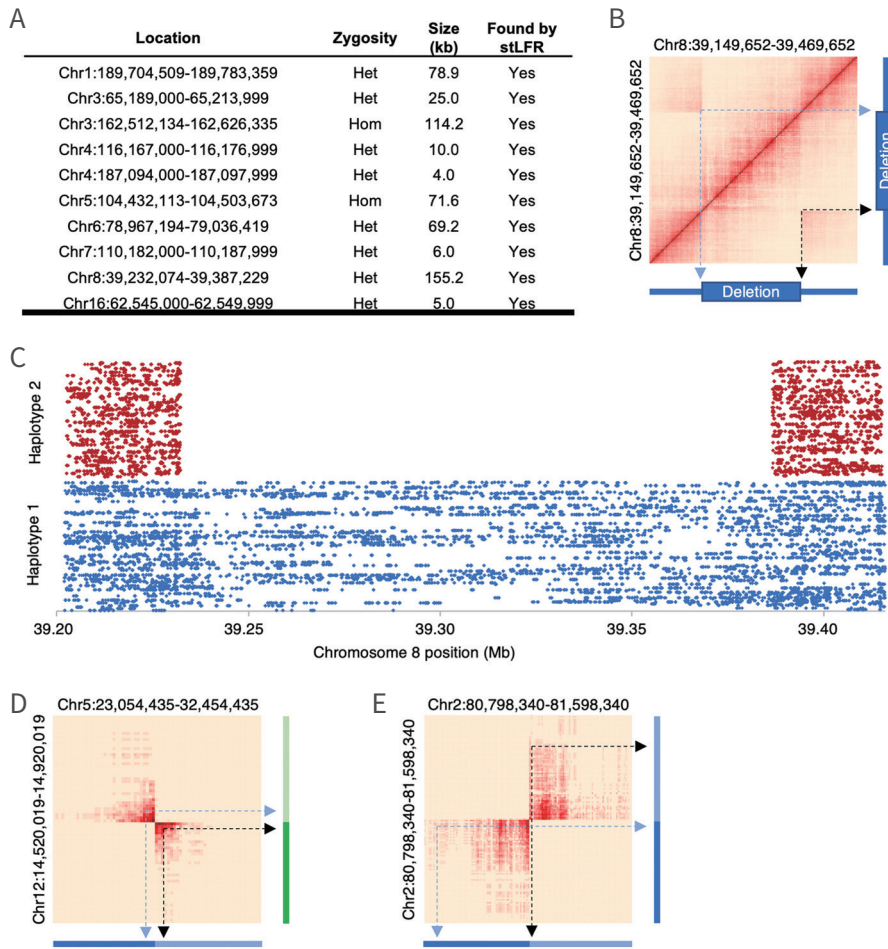 A
Location Zygosity Size (kb) Found by stLFR
Chr1:189,704,509-189,783,359 Het 78.9 Yes
Chr3:65,189,000-65,213,999 Het 25.0 Yes
Chr3:162,512,134-162,626,335 Hom 114.2 Yes
Chr4:116,167,000-116,176,999 Het 10.0 Yes
Chr4:187,094,000-187,097,999 Het 4.0 Yes
Chr5:104,432,113-104,503,673 Hom 71.6 Yes
Chr6:78,967,194-79,036,419 Het 69.2 Yes
Chr7:110,182,000-110,187,999 Het 6.0 Yes
Chr8:39,232,074-39,387,229 Het 155.2 Yes
Chr16:62,545,000-62,549,999 Het 5.0 Yes
B
Chr8:39,149,652-39,469,652
Chr8:39,149,652-39,469,652
Deletion
Deletion
C
Haplotype 2
Haplotype 1
39.20 39.25 39.30 39.35 39.40
Chromosome 8 position (Mb)
D
Chr5:23,054,435-32,454,435
Chr12:14,520,019-14,920,019
E
Chr2:80,798,340-81,598,340
Chr2:80,798,340-81,598,340